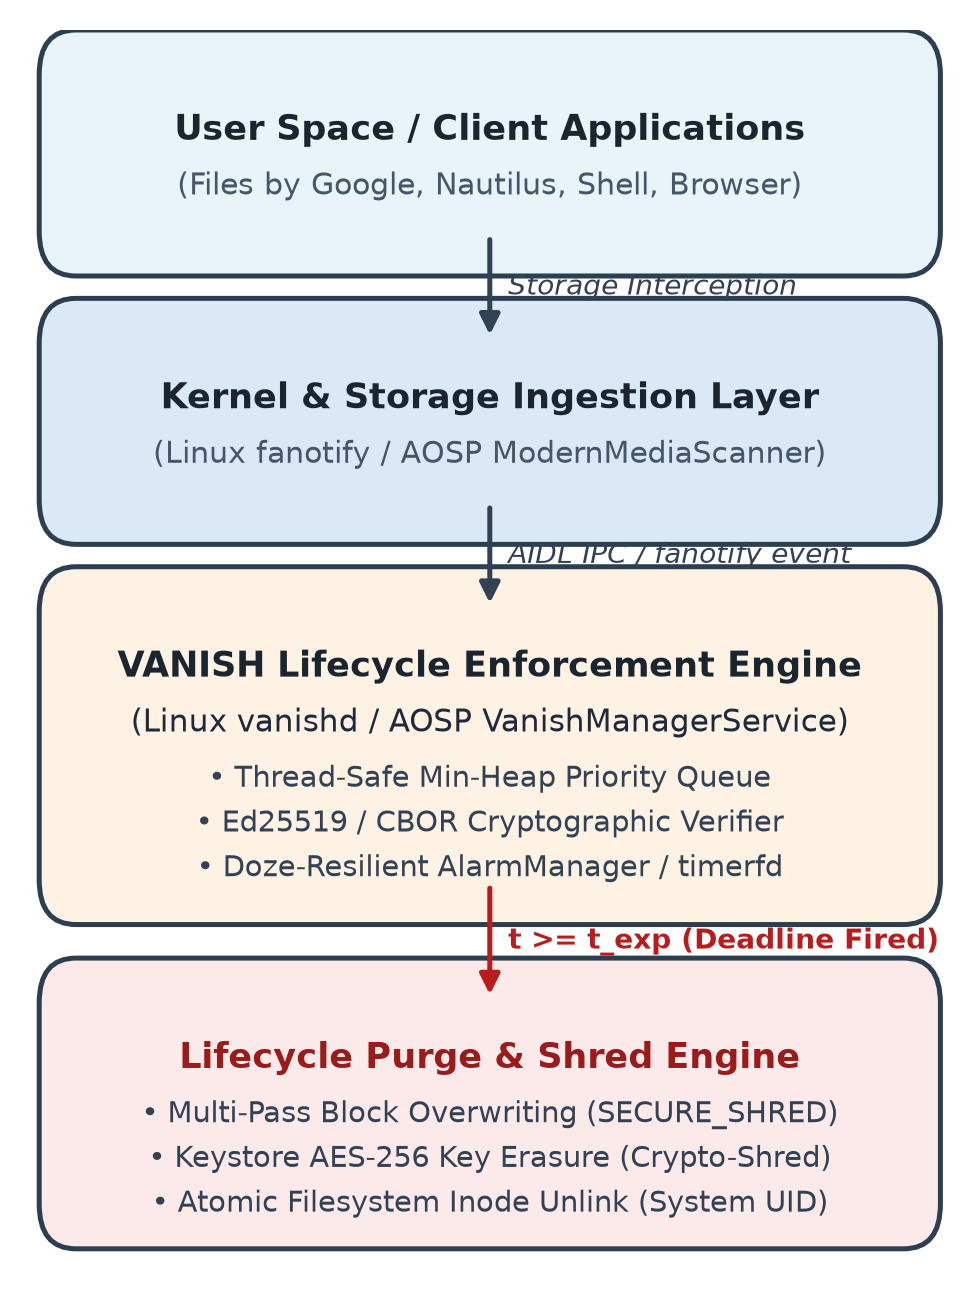 User Space / Client Applications
(Files by Google, Nautilus, Shell, Browser)
Storage Interception
Kernel & Storage Ingestion Layer
(Linux fanotify / AOSP ModernMediaScanner)
AIDL IPC / fanotify event
VANISH Lifecycle Enforcement Engine
(Linux vanishd / AOSP VanishManagerService)
• Thread-Safe Min-Heap Priority Queue
• Ed25519 / CBOR Cryptographic Verifier
• Doze-Resilient AlarmManager / timerfd
t >= t_exp (Deadline Fired)
Lifecycle Purge & Shred Engine
• Multi-Pass Block Overwriting (SECURE_SHRED)
• Keystore AES-256 Key Erasure (Crypto-Shred)
• Atomic Filesystem Inode Unlink (System UID)